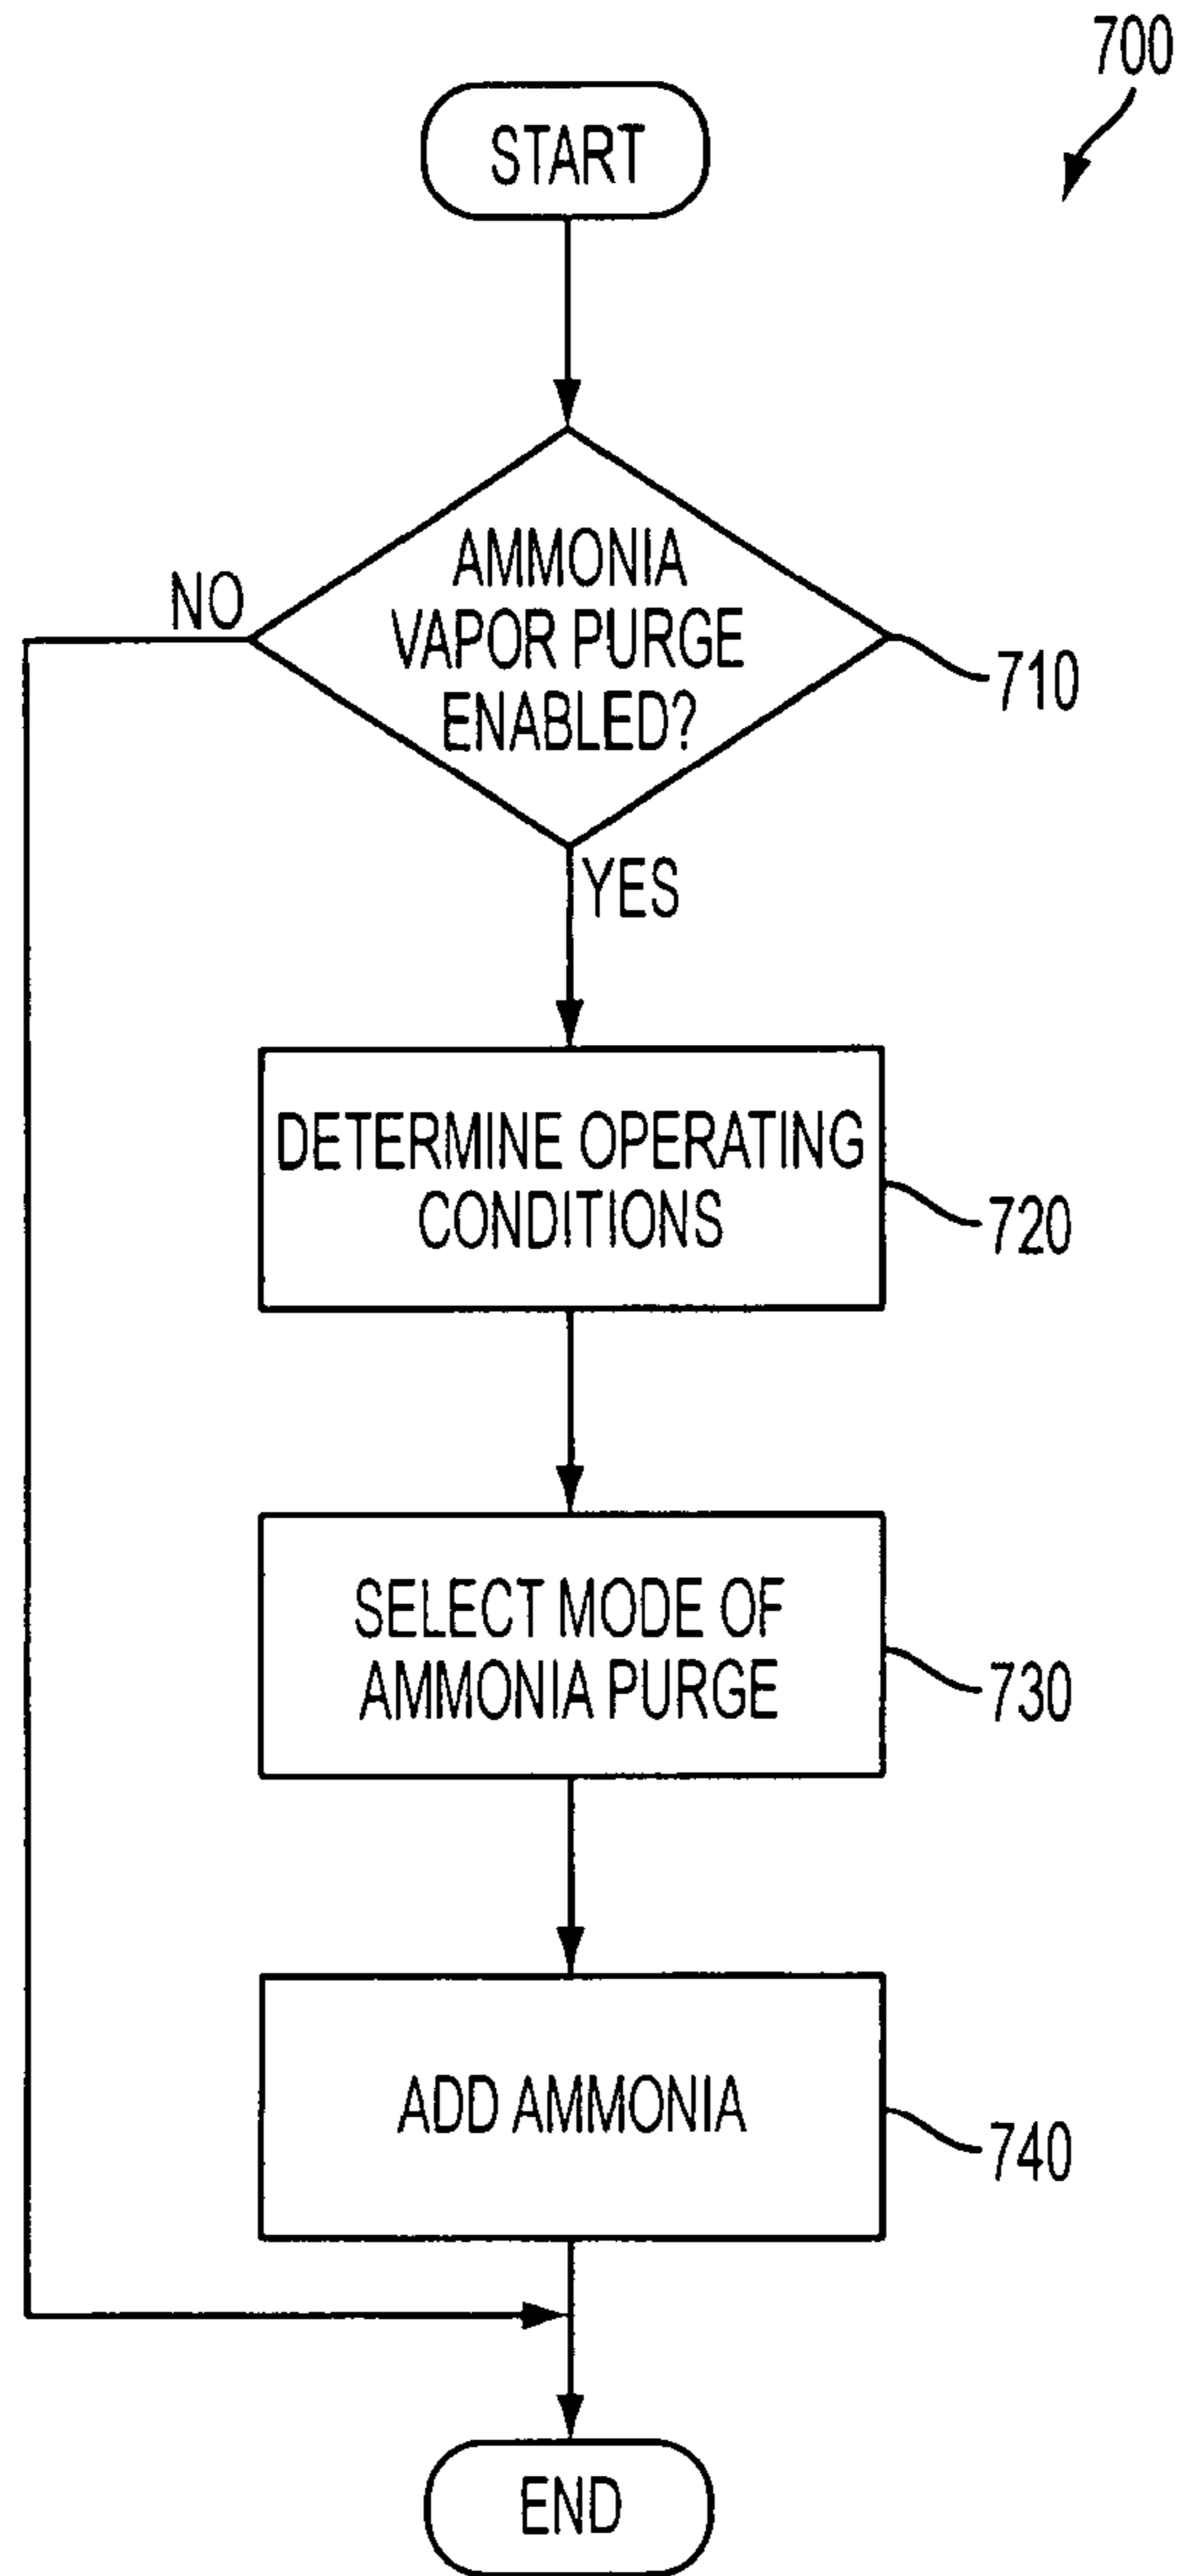 700
START
AMMONIA
VAPOR PURGE
ENABLED?
NO
710
YES
DETERMINE OPERATING
CONDITIONS
720
SELECT MODE OF
AMMONIA PURGE
730
ADD AMMONIA
740
END